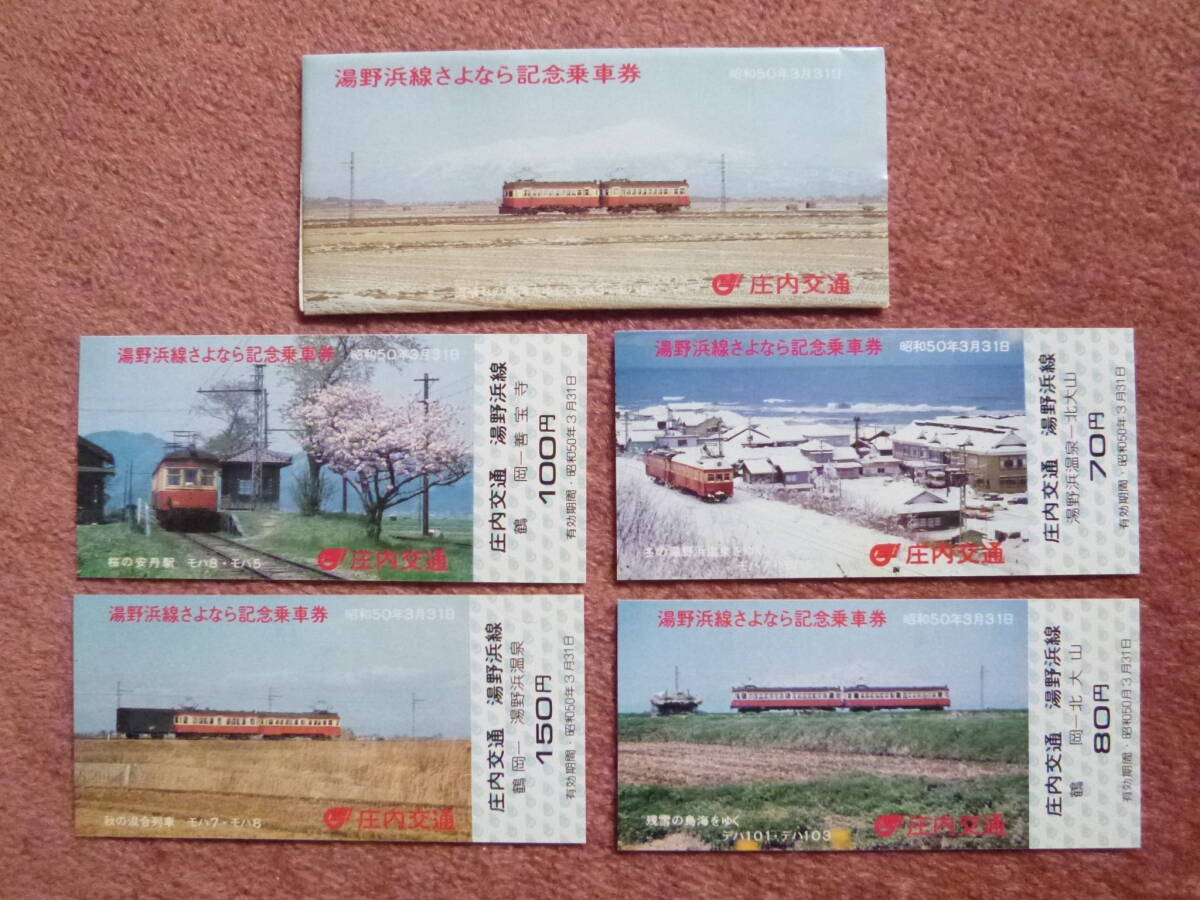 湯野浜線さよなら記念乗車券
昭和50年3月31日
庄内交通
湯野浜線さよなら記念乗車券
昭和50年3月31日
桜の安丹駅 モハ8・モハ5
庄内交通
庄内交通 湯野浜線
鶴 岡―善 宝 寺
100円
有効期間・昭和50年3月31日
湯野浜線さよなら記念乗車券
昭和50年3月31日
冬の湯野浜温泉をゆく
庄内交通
庄内交通 湯野浜線
湯野浜温泉―北大山
70円
有効期間・昭和50年3月31日
湯野浜線さよなら記念乗車券
昭和50年3月31日
秋の混合列車 モハ7・モハ8
庄内交通
庄内交通 湯野浜線
鶴 岡―湯野浜温泉
150円
有効期間・昭和50年3月31日
湯野浜線さよなら記念乗車券
昭和50年3月31日
残雪の鳥海をゆく
デハ101・デハ103
庄内交通
庄内交通 湯野浜線
鶴 岡―北 大 山
80円
有効期間・昭和50月3月31日